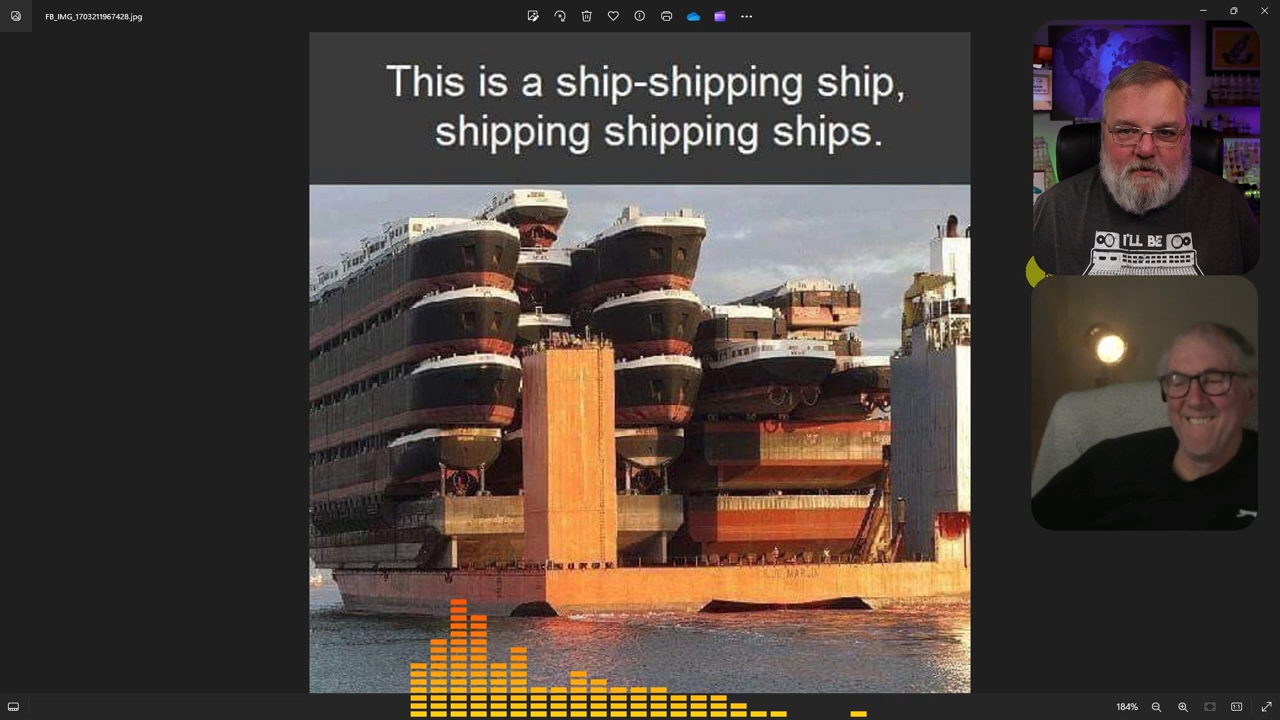 FB_IMG_1703211967428.jpg
This is a ship-shipping ship,
shipping shipping ships.
I'LL BE
184%